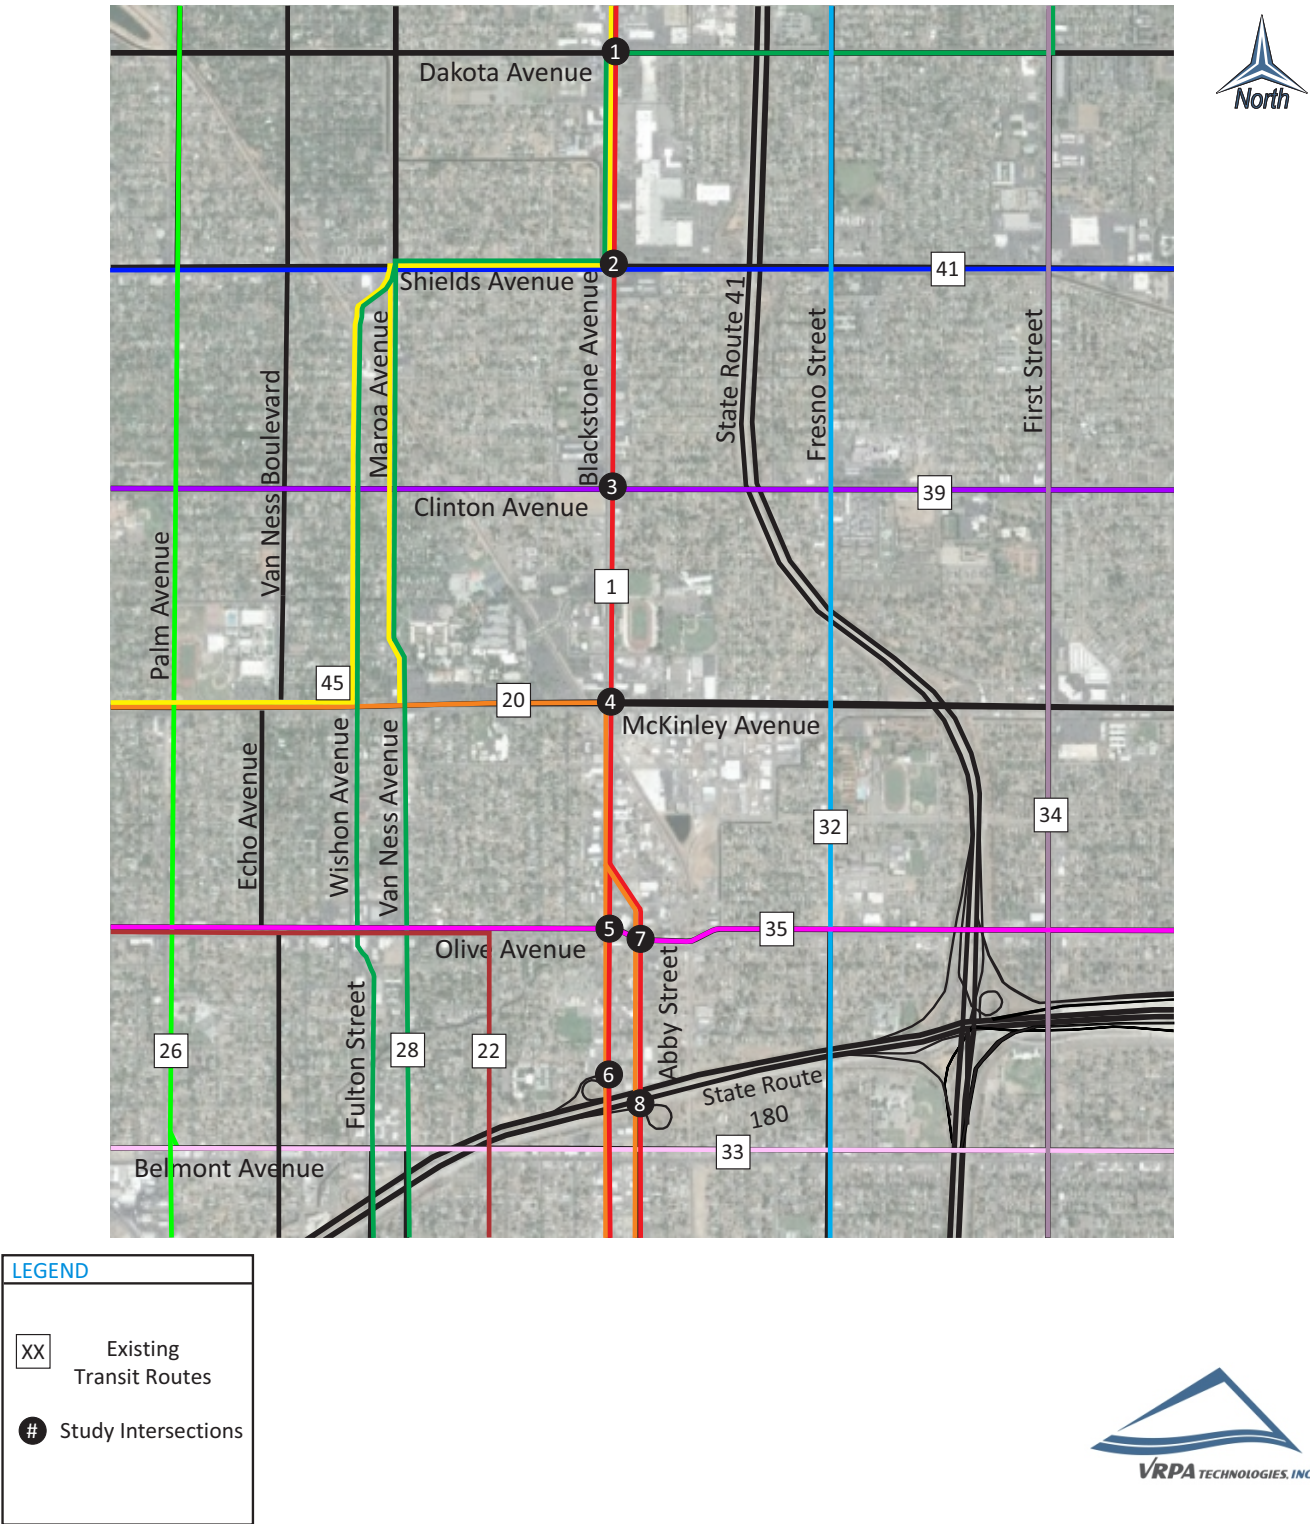 1
Dakota Avenue
North
2
41
Shields Avenue
Blackstone Avenue
State Route 41
Fresno Street
First Street
Maroa Avenue
Van Ness Boulevard
3
39
Clinton Avenue
Palm Avenue
1
45
20
4
McKinley Avenue
Echo Avenue
Wishon Avenue
Van Ness Avenue
32
34
5
35
7
Olive Avenue
Abby Street
Fulton Street
26
28
22
6
8
State Route
180
33
Belmont Avenue
LEGEND
XX
Existing
Transit Routes
# Study Intersections
VRPA TECHNOLOGIES, INC